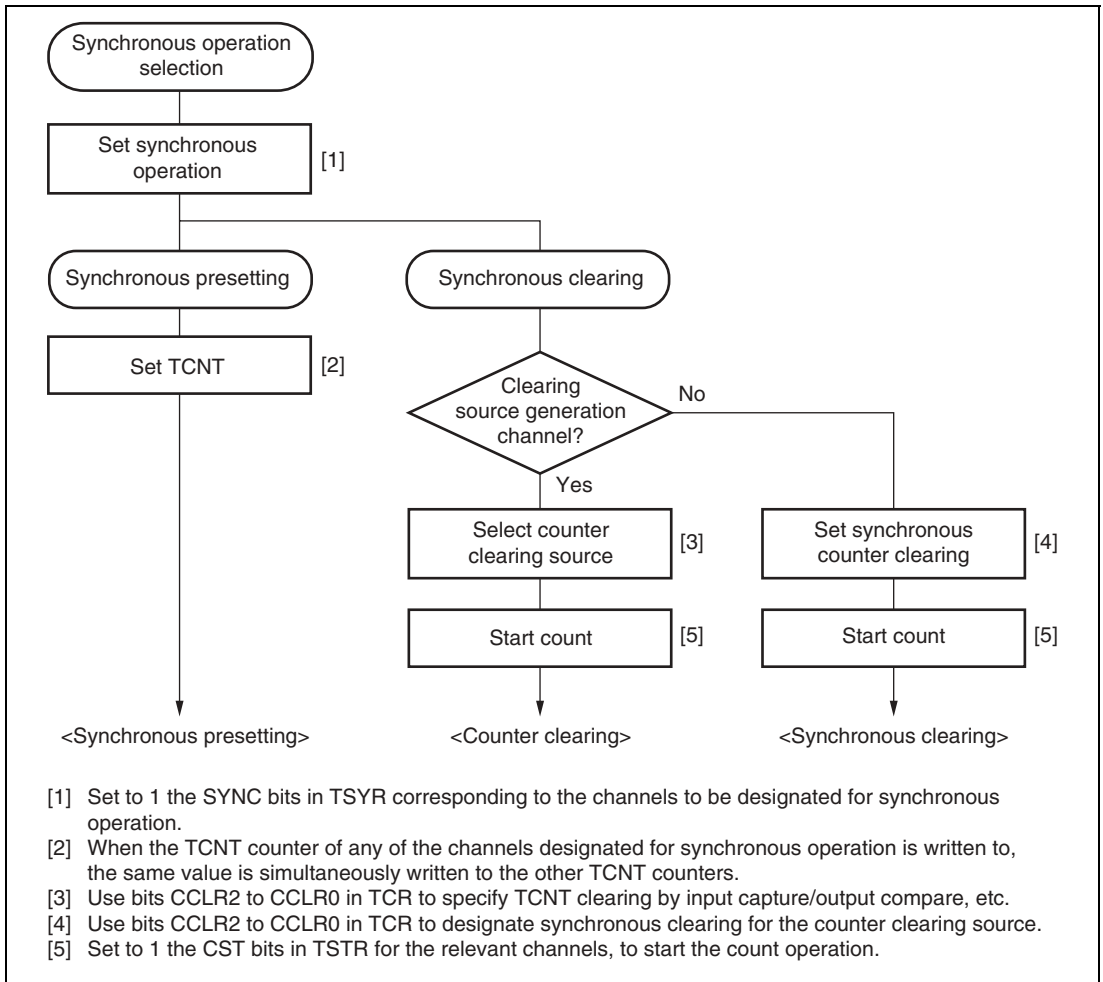 Synchronous operation
selection
Set synchronous
operation
[1]
Synchronous presetting
Synchronous clearing
Set TCNT
[2]
Clearing
source generation
channel?
No
Yes
Select counter
clearing source
[3]
Set synchronous
counter clearing
[4]
Start count
[5]
Start count
[5]
<Synchronous presetting>
<Counter clearing>
<Synchronous clearing>
[1] Set to 1 the SYNC bits in TSYR corresponding to the channels to be designated for synchronous
operation.
[2] When the TCNT counter of any of the channels designated for synchronous operation is written to,
the same value is simultaneously written to the other TCNT counters.
[3] Use bits CCLR2 to CCLR0 in TCR to specify TCNT clearing by input capture/output compare, etc.
[4] Use bits CCLR2 to CCLR0 in TCR to designate synchronous clearing for the counter clearing source.
[5] Set to 1 the CST bits in TSTR for the relevant channels, to start the count operation.